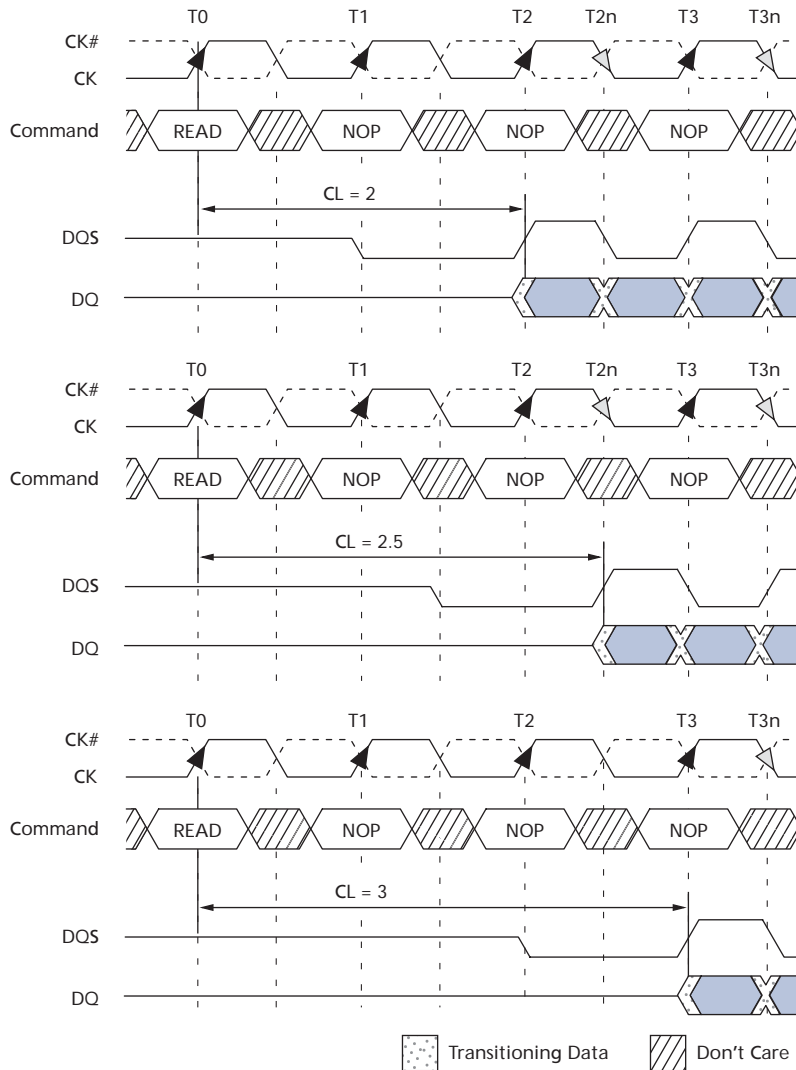 T0 T1 T2 T2n T3 T3n
CK#
CK
Command READ NOP NOP NOP
CL = 2
DQS
DQ
T0 T1 T2 T2n T3 T3n
CK#
CK
Command READ NOP NOP NOP
CL = 2.5
DQS
DQ
T0 T1 T2 T3 T3n
CK#
CK
Command READ NOP NOP NOP
CL = 3
DQS
DQ
Transitioning Data Don't Care